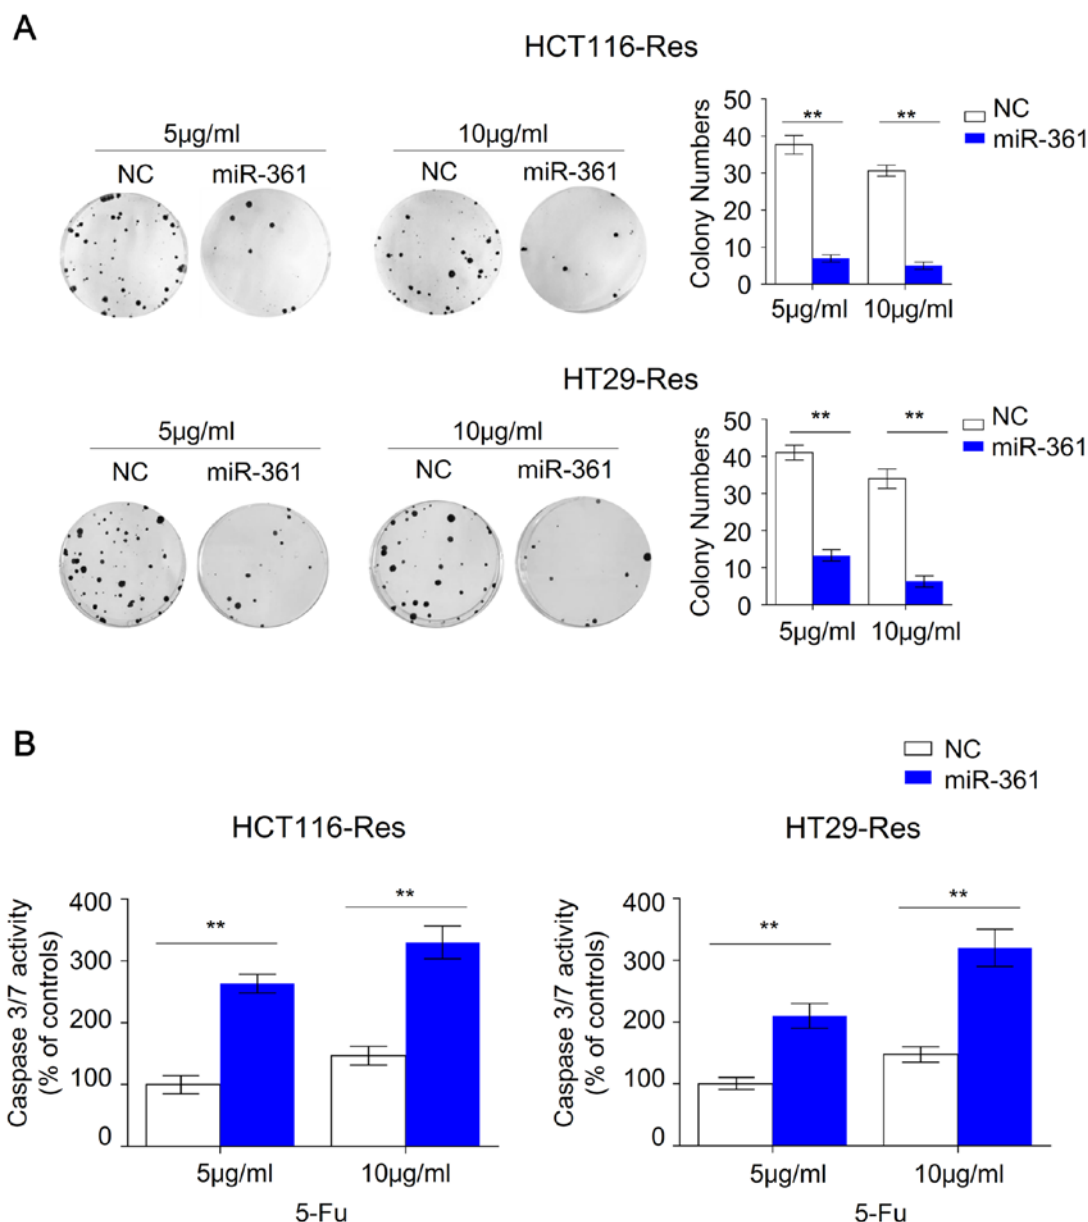 A
HCT116-Res
5µg/ml
10µg/ml
NC
miR-361
NC
miR-361
Colony Numbers
50
40
30
20
10
0
**
**
5µg/ml
10µg/ml
NC
miR-361
HT29-Res
5µg/ml
10µg/ml
NC
miR-361
NC
miR-361
Colony Numbers
50
40
30
20
10
0
**
**
5µg/ml
10µg/ml
NC
miR-361
B
NC
miR-361
HCT116-Res
Caspase 3/7 activity
(% of controls)
400
300
200
100
0
**
**
5µg/ml
10µg/ml
5-Fu
HT29-Res
Caspase 3/7 activity
(% of controls)
400
300
200
100
0
**
**
5µg/ml
10µg/ml
5-Fu